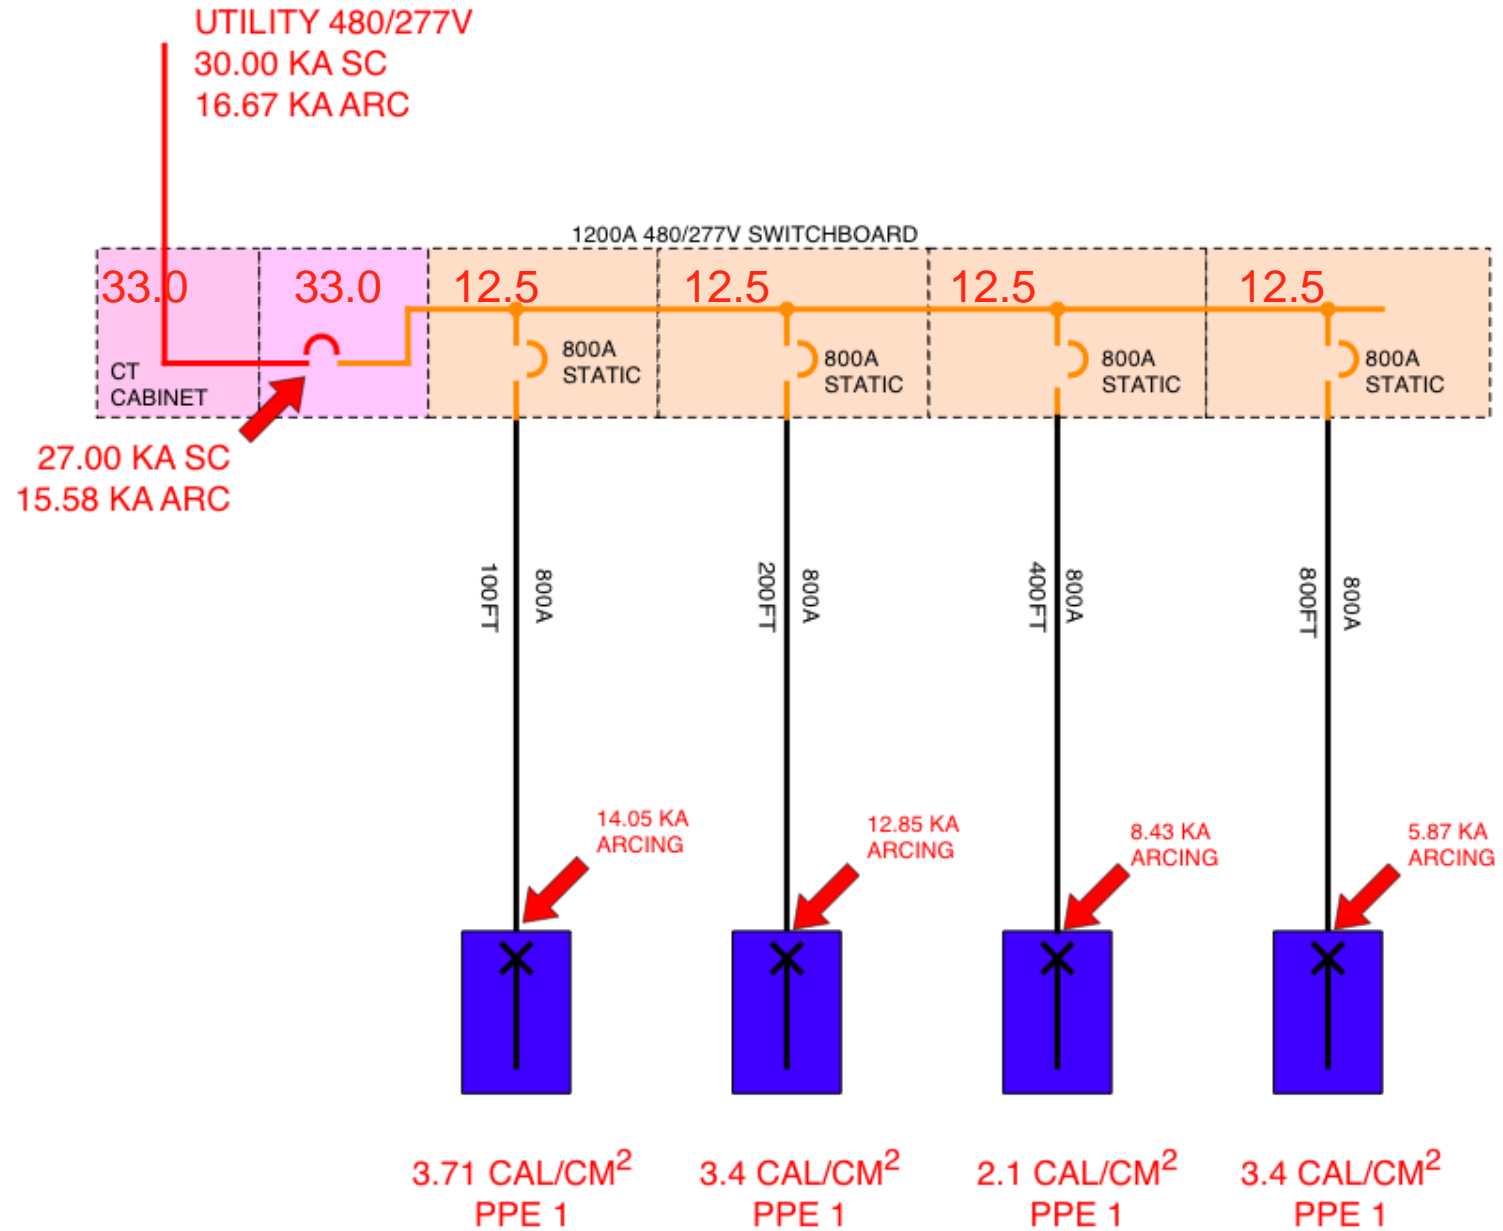 UTILITY 480/277V
30.00 KA SC
16.67 KA ARC
1200A 480/277V SWITCHBOARD
33.0
33.0
12.5
12.5
12.5
12.5
CT
CABINET
800A
STATIC
800A
STATIC
800A
STATIC
800A
STATIC
27.00 KA SC
15.58 KA ARC
100FT
800A
200FT
800A
400FT
800A
800FT
800A
14.05 KA
ARCING
12.85 KA
ARCING
8.43 KA
ARCING
5.87 KA
ARCING
3.71 CAL/CM²
PPE 1
3.4 CAL/CM²
PPE 1
2.1 CAL/CM²
PPE 1
3.4 CAL/CM²
PPE 1